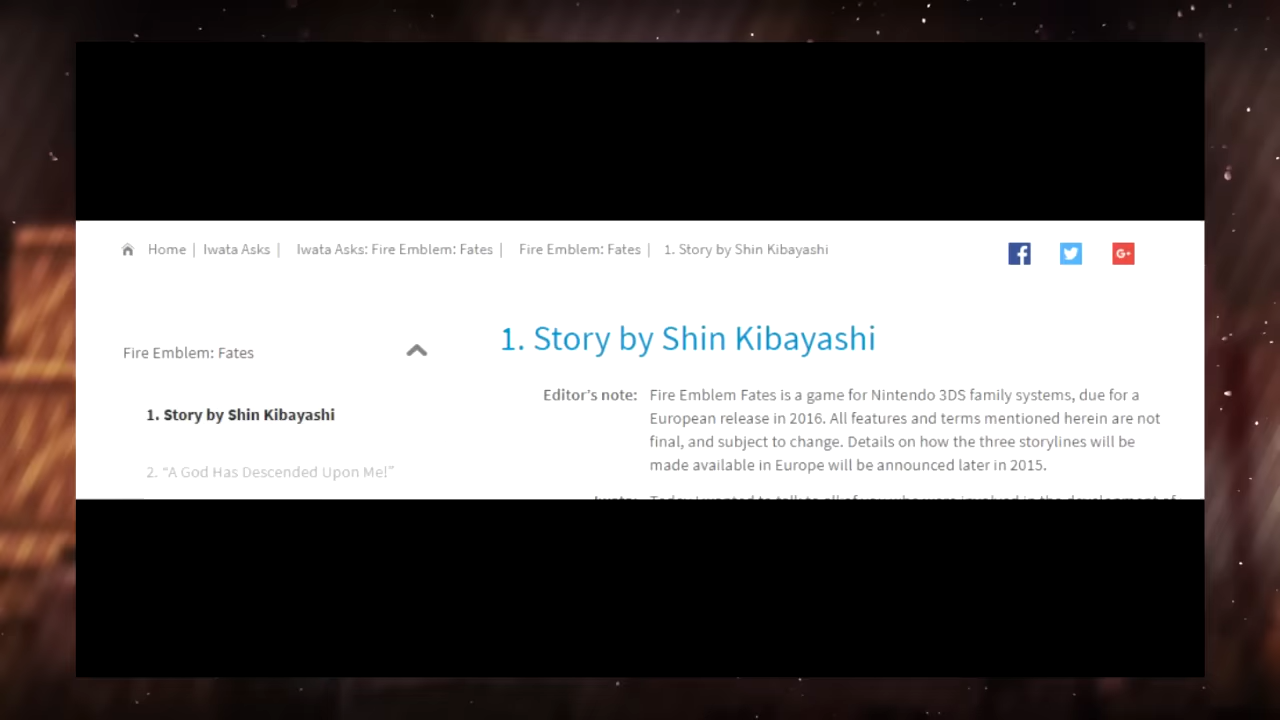 Home | Iwata Asks | Iwata Asks: Fire Emblem: Fates | Fire Emblem: Fates | 1. Story by Shin Kibayashi
1. Story by Shin Kibayashi
Fire Emblem: Fates
1. Story by Shin Kibayashi
2. “A God Has Descended Upon Me!”
Editor's note: Fire Emblem Fates is a game for Nintendo 3DS family systems, due for a
European release in 2016. All features and terms mentioned herein are not
final, and subject to change. Details on how the three storylines will be
made available in Europe will be announced later in 2015.